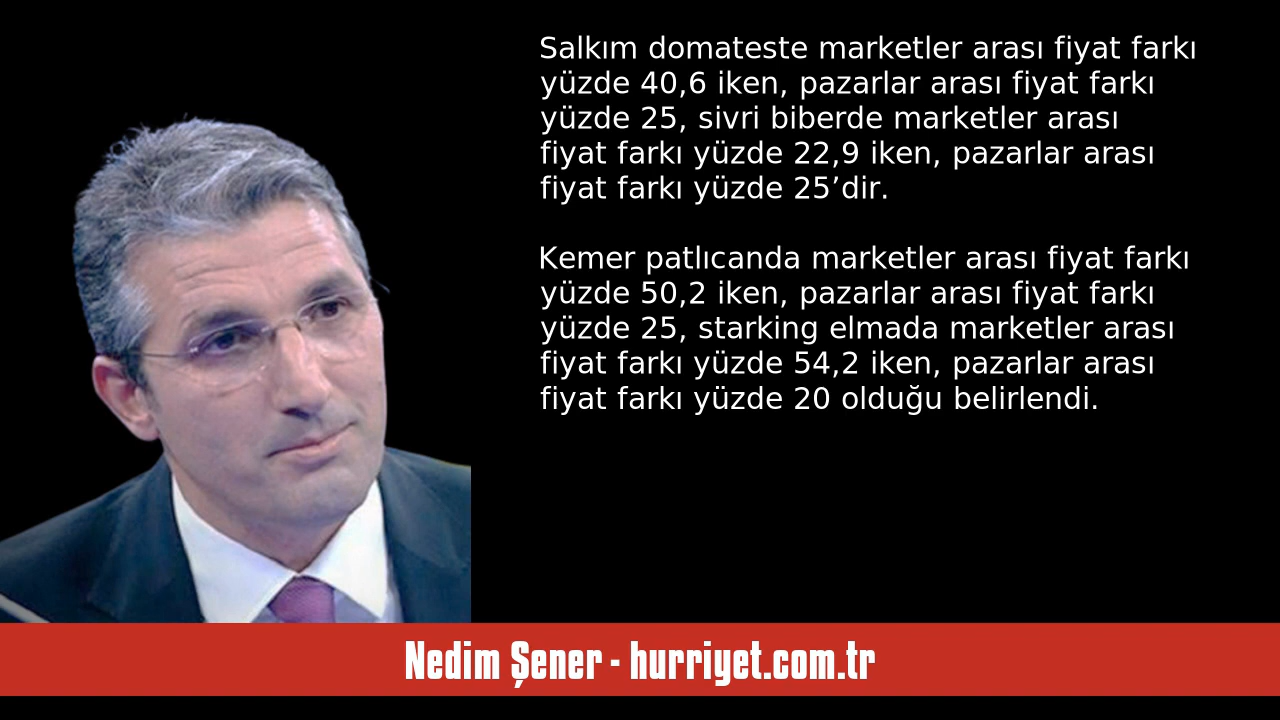 Salkım domateste marketler arası fiyat farkı
yüzde 40,6 iken, pazarlar arası fiyat farkı
yüzde 25, sivri biberde marketler arası
fiyat farkı yüzde 22,9 iken, pazarlar arası
fiyat farkı yüzde 25’dir.
Kemer patlıcanda marketler arası fiyat farkı
yüzde 50,2 iken, pazarlar arası fiyat farkı
yüzde 25, starking elmada marketler arası
fiyat farkı yüzde 54,2 iken, pazarlar arası
fiyat farkı yüzde 20 olduğu belirlendi.
Nedim Şener - hurriyet.com.tr